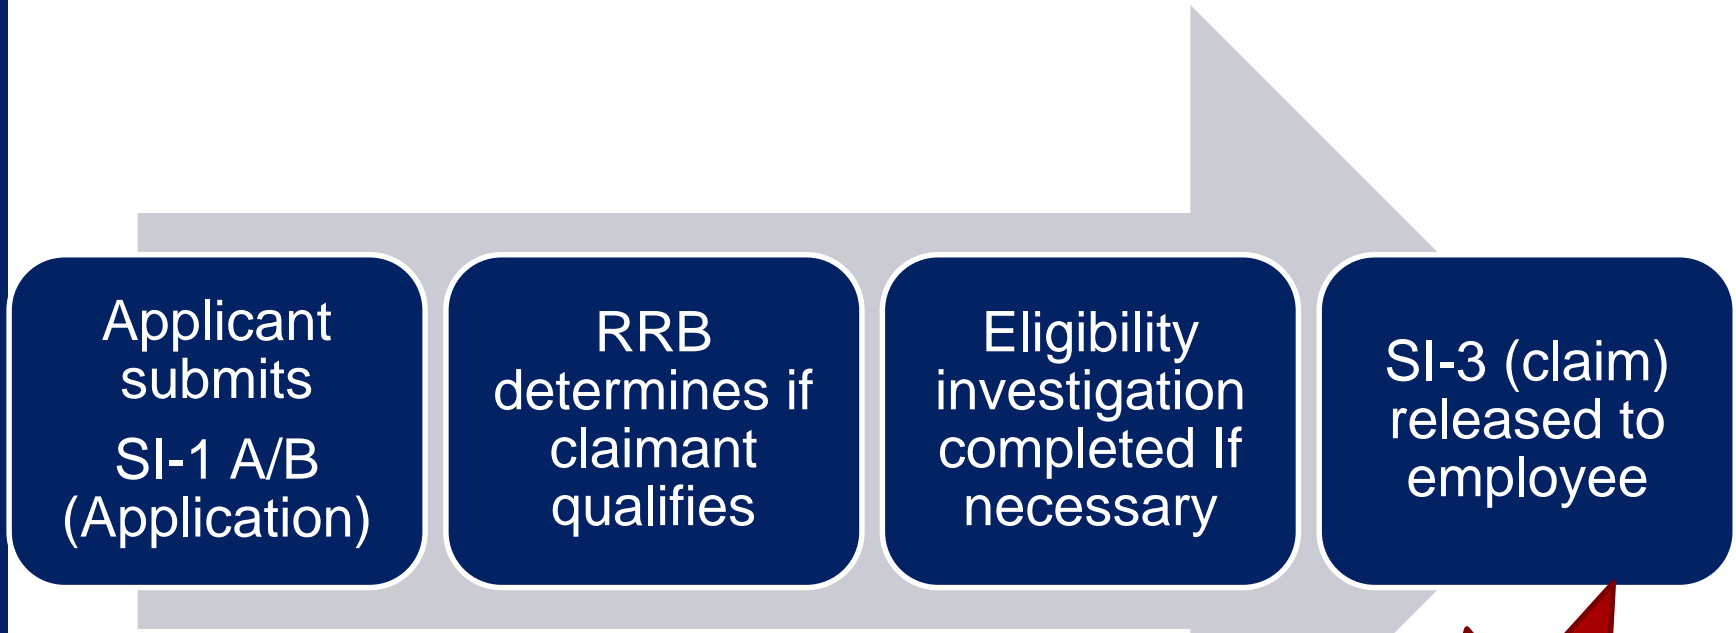 Applicant
submits
SI-1 A/B
(Application)
RRB
determines if
claimant
qualifies
Eligibility
investigation
completed If
necessary
SI-3 (claim)
released to
employee